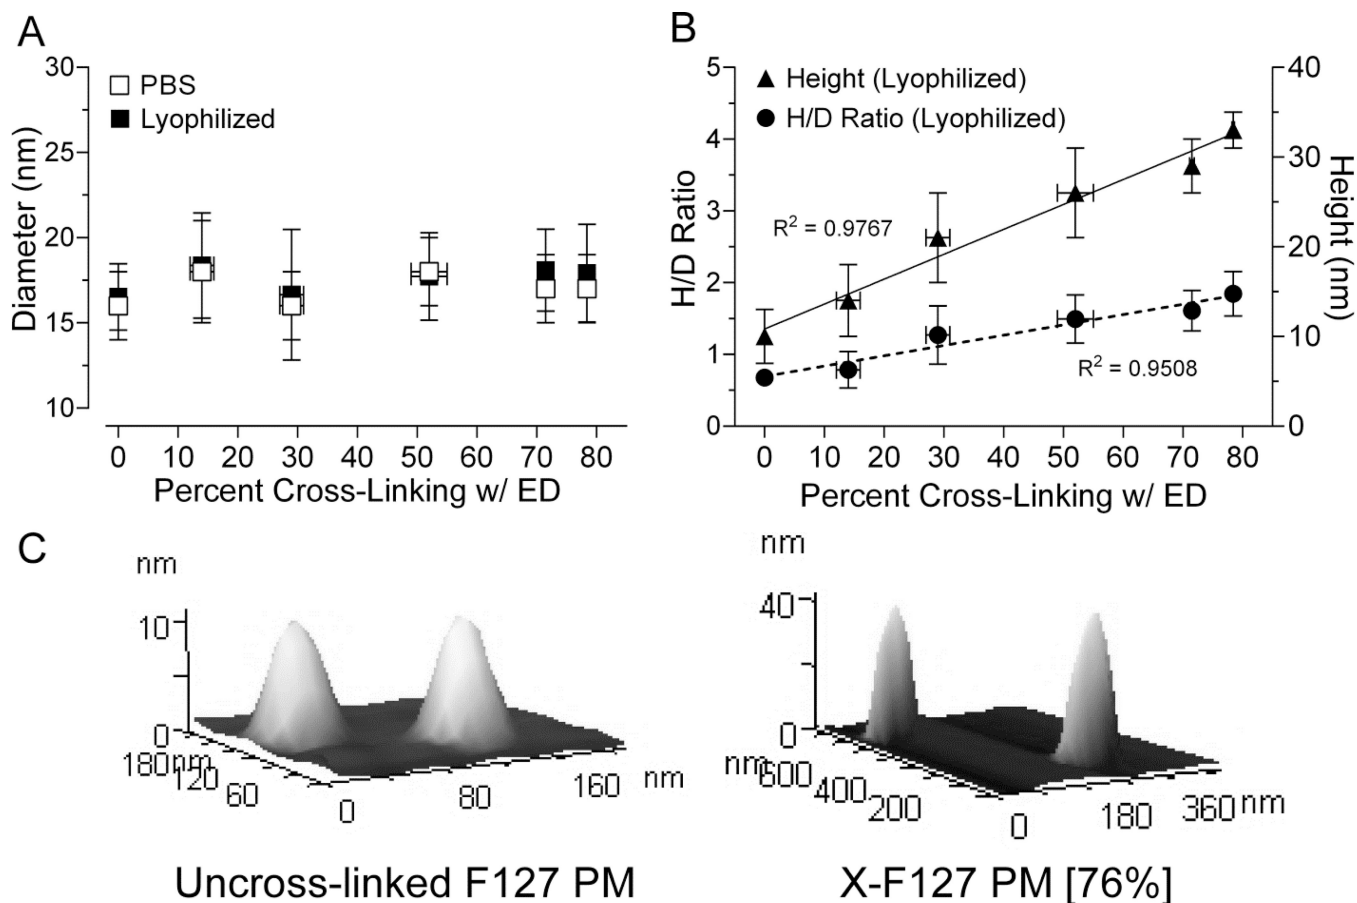 A
30
25
20
15
10
Diameter (nm)
PBS
Lyophilized
0 10 20 30 40 50 60 70 80
Percent Cross-Linking w/ ED
B
5
4
3
2
1
0
H/D Ratio
Height (Lyophilized)
H/D Ratio (Lyophilized)
R² = 0.9767
R² = 0.9508
40
30
20
10
0
Height (nm)
0 10 20 30 40 50 60 70 80
Percent Cross-Linking w/ ED
C
nm
10
0
180nm
120
60
0
80
160
nm
Uncross-linked F127 PM
nm
40
0
nm
600
400
200
0
180
360nm
X-F127 PM [76%]